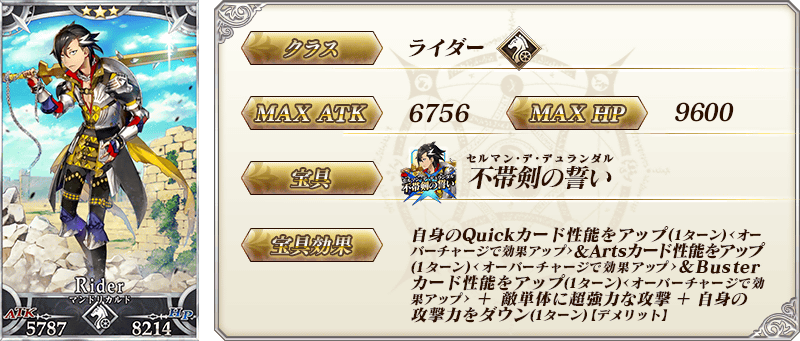 Rider
マンドリカルド
ATK
5787
HP
8214
クラス
ライダー
MAX ATK
6756
MAX HP
9600
宝具
セルマン・デ・デュランダル
不帯剣の誓い
不帯剣の誓い
宝具効果
自身のQuickカード性能をアップ(1ターン)<オー
バーチャージで効果アップ>&Artsカード性能をアップ
(1ターン)<オーバーチャージで効果アップ>&Buster
カード性能をアップ(1ターン)<オーバーチャージで効
果アップ> + 敵単体に超強力な攻撃 + 自身の
攻撃力をダウン(1ターン)【デメリット】